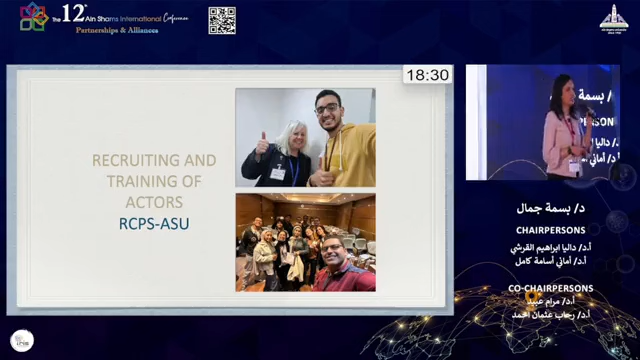 The 12th Ain Shams International Conference
Partnerships & Alliances
18:30
RECRUITING AND
TRAINING OF
ACTORS
RCPS-ASU
د/ بسمة
د/ بسمة جمال
CHAIRPERSONS
أ.د/ داليا ابراهيم القرشي
أ.د/ أماني أسامة كامل
CO-CHAIRPERSONS
أ.د/ مرام عبيد
أ.د/ رحاب عثمان احمد